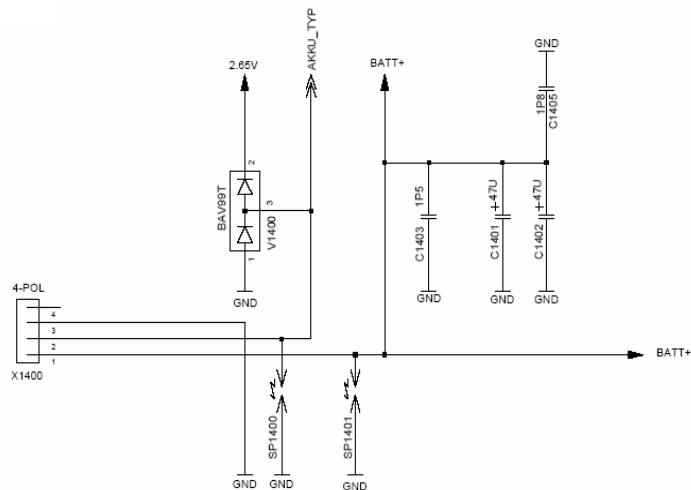 GND
AKKU_TYP
2.65V
BATT+
1P8
C1405
2
BAV99T
3
V1400
1
GND
1P5
C1403
+47U
C1401
+47U
C1402
GND
GND
GND
4-POL
4
3
2
1
X1400
BATT+
SP1400
SP1401
GND
GND
GND